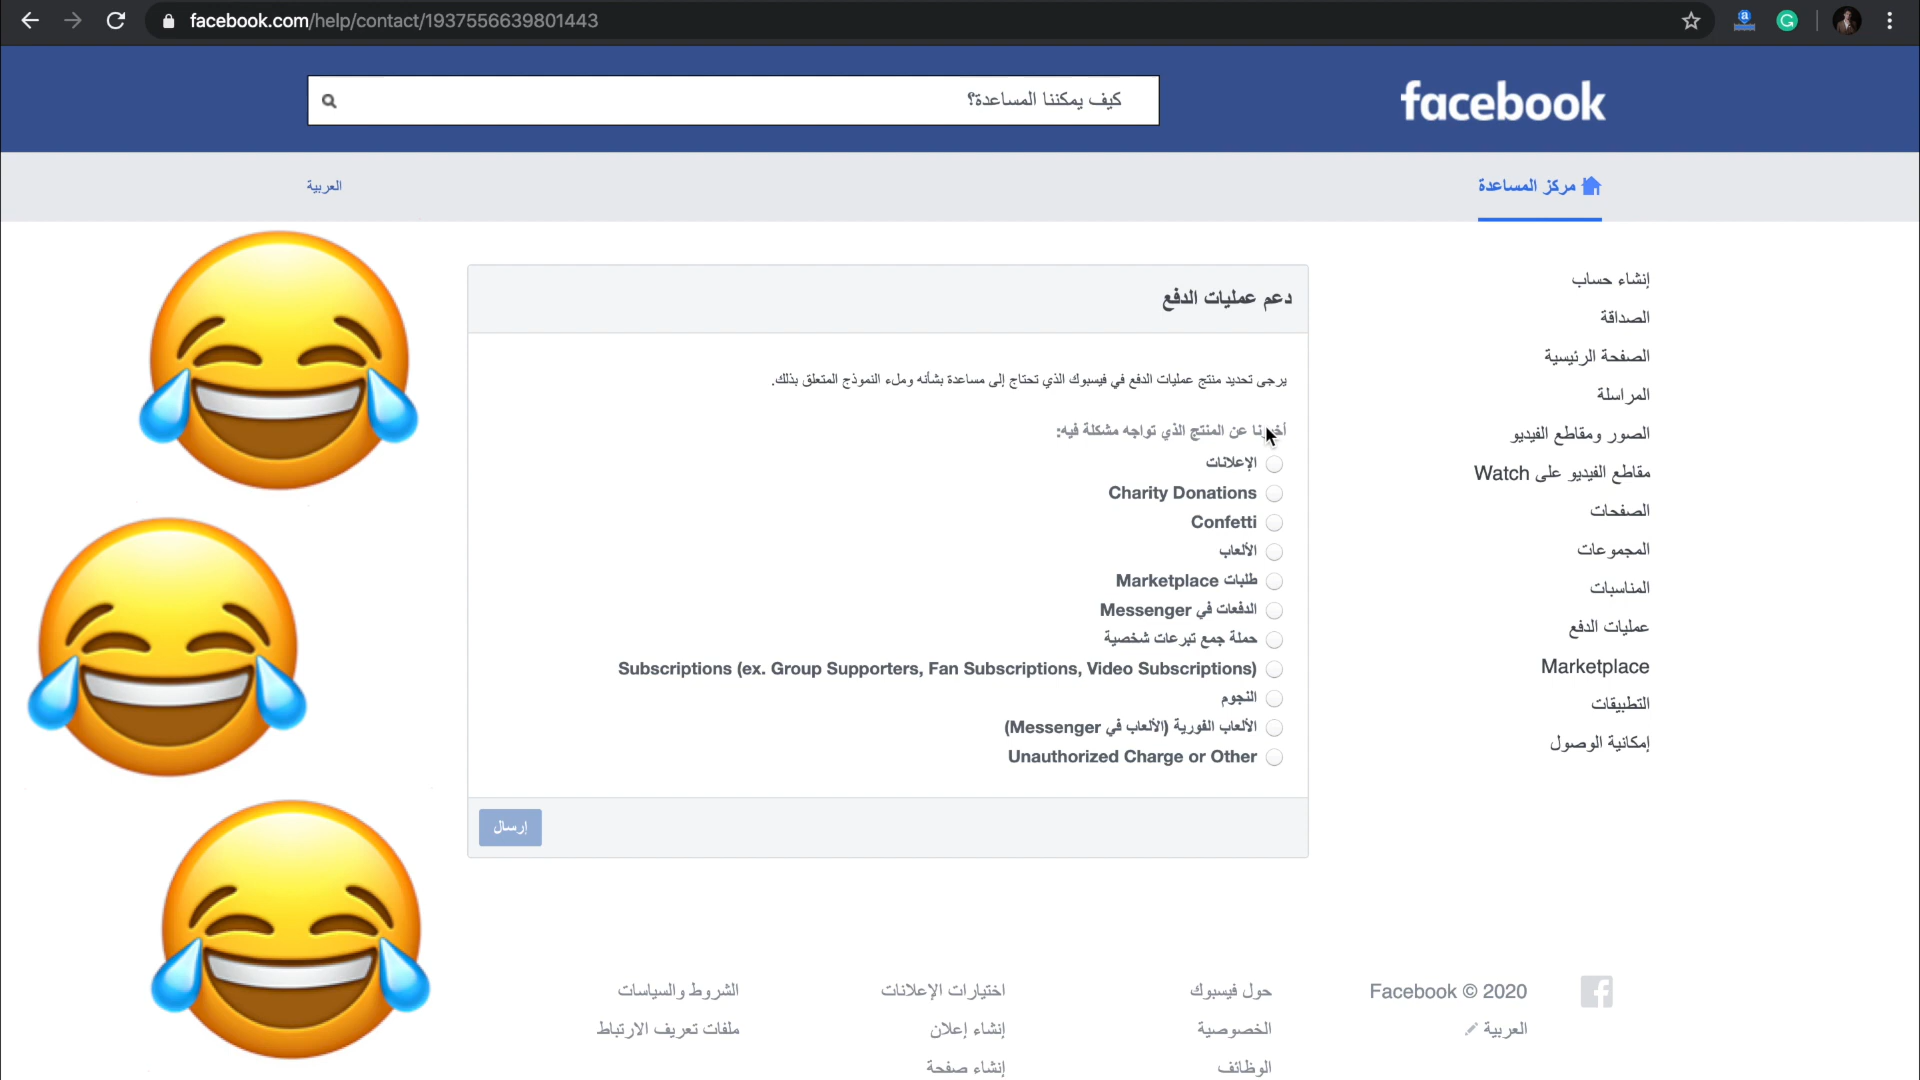 facebook.com/help/contact/1937556639801443
كيف يمكننا المساعدة؟
facebook
مركز المساعدة
العربية
إنشاء حساب
الصداقة
الصفحة الرئيسية
المراسلة
الصور ومقاطع الفيديو
مقاطع الفيديو على Watch
الصفحات
المجموعات
المناسبات
عمليات الدفع
Marketplace
التطبيقات
إمكانية الوصول
دعم عمليات الدفع
يرجى تحديد منتج عمليات الدفع في فيسبوك الذي تحتاج إلى مساعدة بشأنه وملء النموذج المتعلق بذلك.
أخبرنا عن المنتج الذي تواجه مشكلة فيه:
الإعلانات
Charity Donations
Confetti
الألعاب
طلبات Marketplace
الدفعات في Messenger
حملة جمع تبرعات شخصية
Subscriptions (ex. Group Supporters, Fan Subscriptions, Video Subscriptions)
النجوم
الألعاب الفورية (الألعاب في Messenger)
Unauthorized Charge or Other
إرسال
Facebook © 2020
العربية
حول فيسبوك
الخصوصية
الوظائف
اختيارات الإعلانات
إنشاء إعلان
إنشاء صفحة
الشروط والسياسات
ملفات تعريف الارتباط